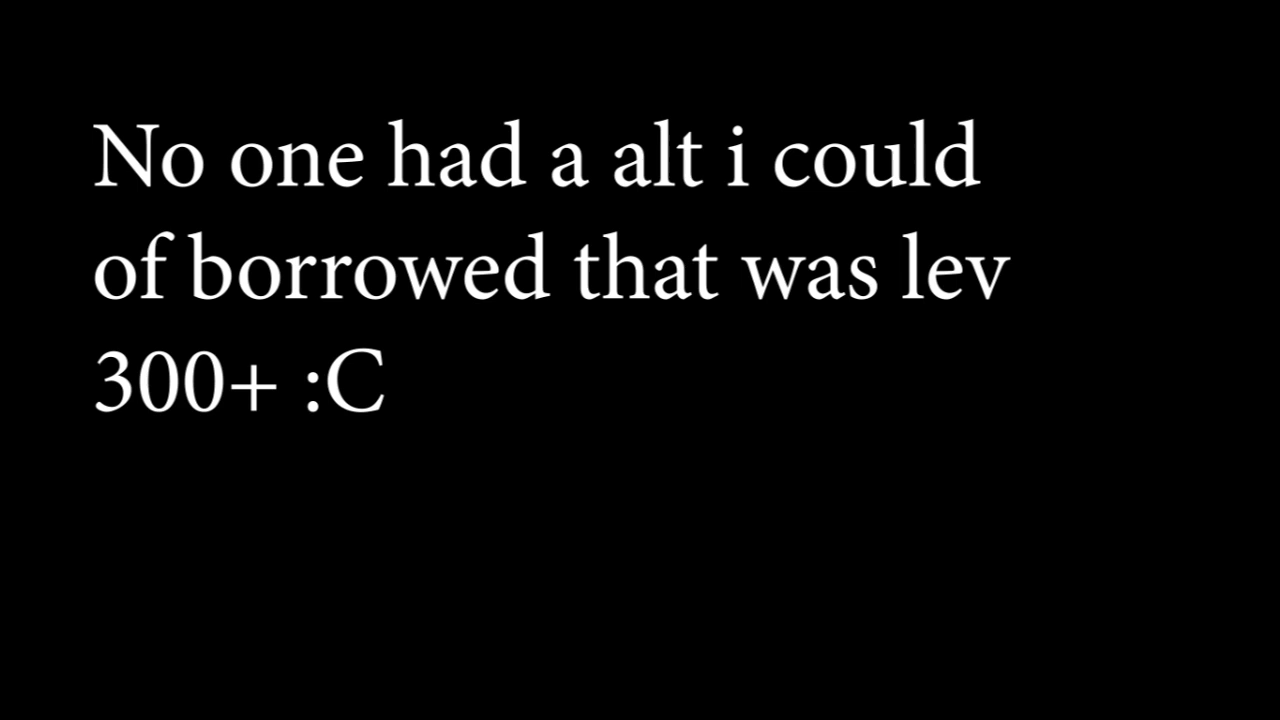 No one had a alt i could
of borrowed that was lev
300+ :C